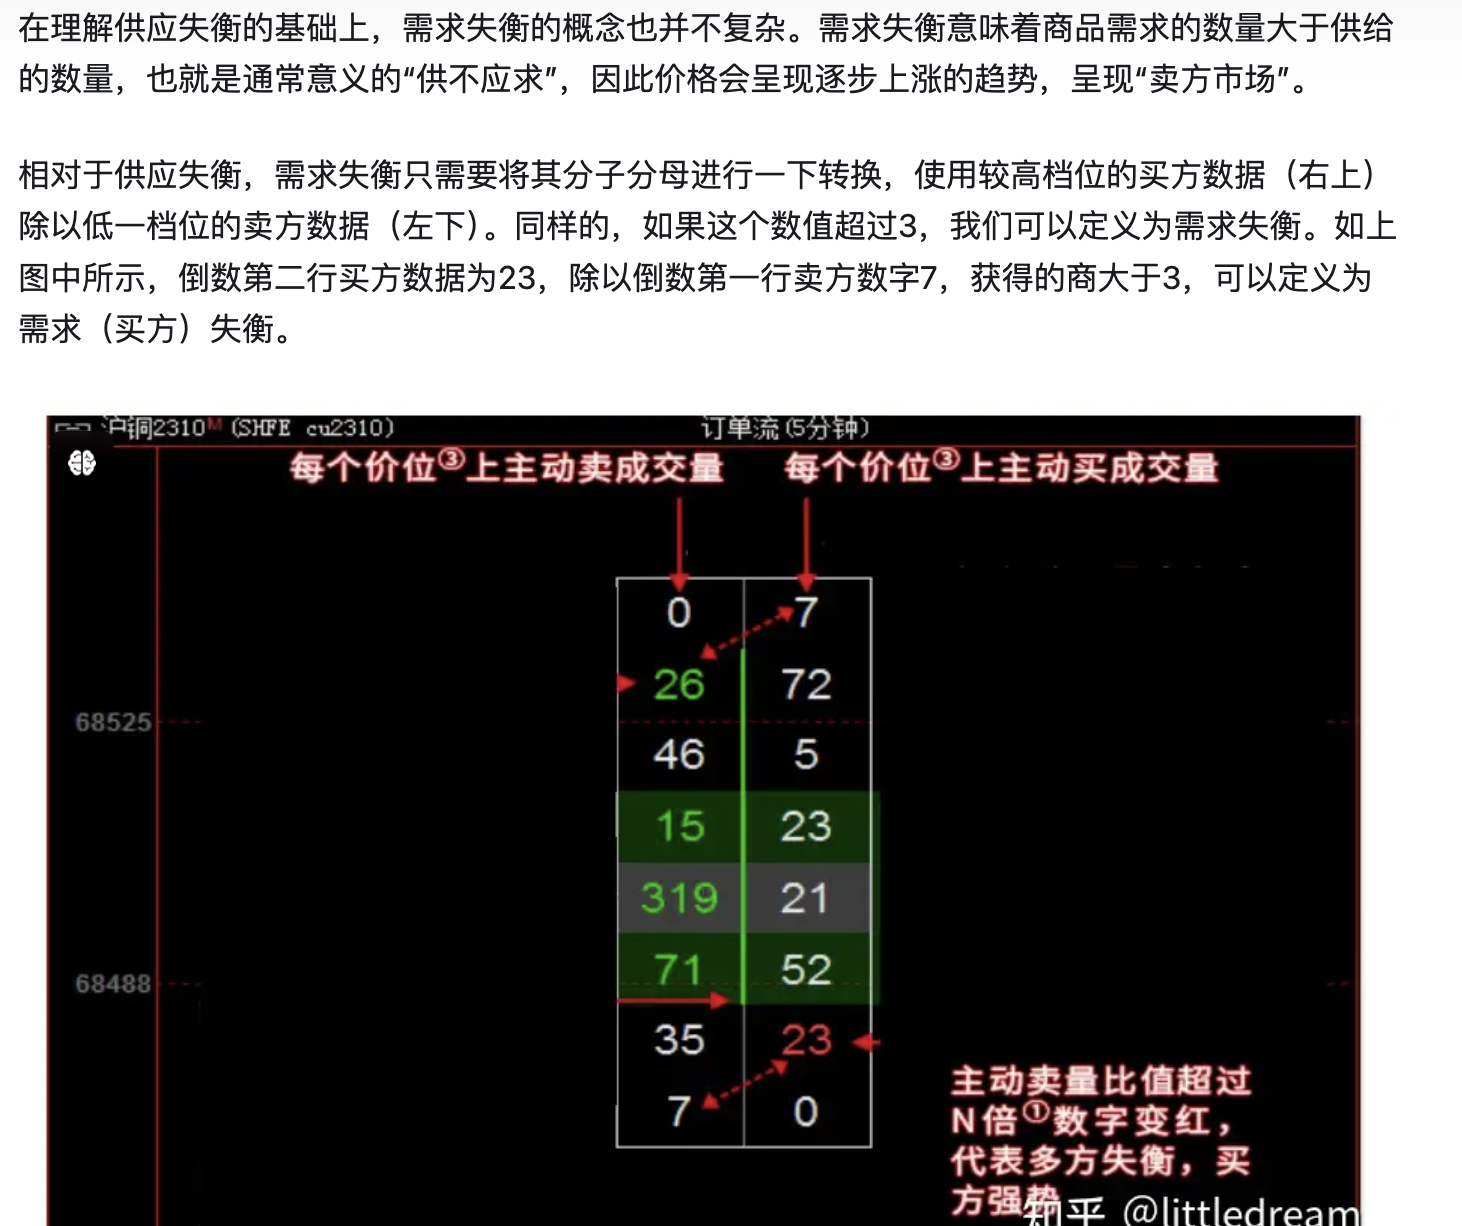 在理解供应失衡的基础上，需求失衡的概念也并不复杂。需求失衡意味着商品需求的数量大于供给
的数量，也就是通常意义的“供不应求”，因此价格会呈现逐步上涨的趋势，呈现“卖方市场”。
相对于供应失衡，需求失衡只需要将其分子分母进行一下转换，使用较高档位的买方数据（右上）
除以低一档位的卖方数据（左下）。同样的，如果这个数值超过3，我们可以定义为需求失衡。如上
图中所示，倒数第二行买方数据为23，除以倒数第一行卖方数字7，获得的商大于3，可以定义为
需求（买方）失衡。
沪铜2310M (SHFE cu2310) 订单流(5分钟)
每个价位③上主动卖成交量 每个价位③上主动买成交量
0 7
26 72
68525
46 5
15 23
319 21
71 52
68488
35 23
7 0
主动卖量比值超过
N倍①数字变红，
代表多方失衡，买
方强势
知乎 @littledream